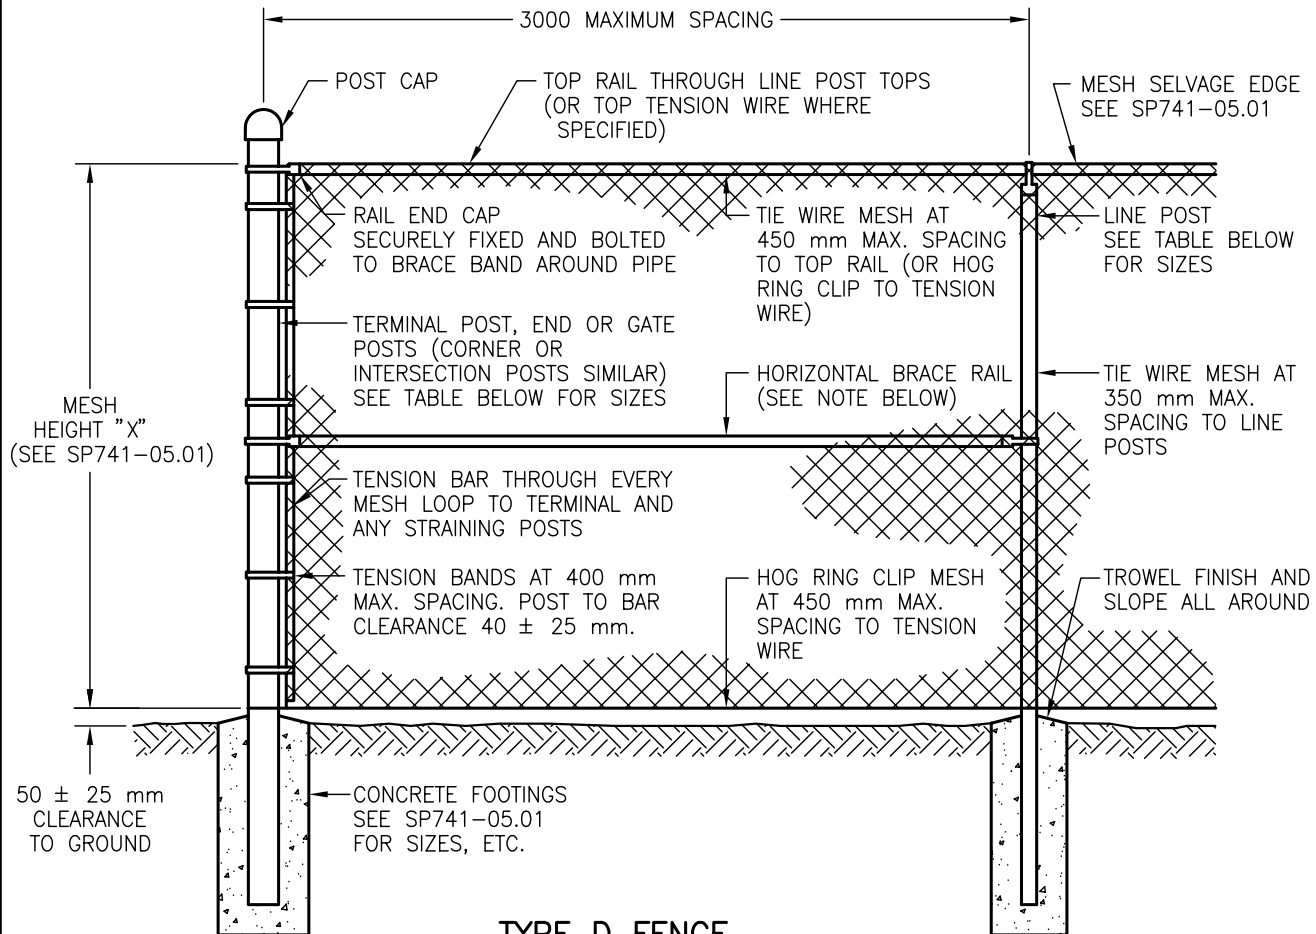 3000 MAXIMUM SPACING
POST CAP
TOP RAIL THROUGH LINE POST TOPS
(OR TOP TENSION WIRE WHERE
SPECIFIED)
MESH SELVAGE EDGE
SEE SP741-05.01
RAIL END CAP
SECURELY FIXED AND BOLTED
TO BRACE BAND AROUND PIPE
TIE WIRE MESH AT
450 mm MAX. SPACING
TO TOP RAIL (OR HOG
RING CLIP TO TENSION
WIRE)
LINE POST
SEE TABLE BELOW
FOR SIZES
TERMINAL POST, END OR GATE
POSTS (CORNER OR
INTERSECTION POSTS SIMILAR)
SEE TABLE BELOW FOR SIZES
HORIZONTAL BRACE RAIL
(SEE NOTE BELOW)
TIE WIRE MESH AT
350 mm MAX.
SPACING TO LINE
POSTS
MESH
HEIGHT "X"
(SEE SP741-05.01)
TENSION BAR THROUGH EVERY
MESH LOOP TO TERMINAL AND
ANY STRAINING POSTS
TENSION BANDS AT 400 mm
MAX. SPACING. POST TO BAR
CLEARANCE 40 ± 25 mm.
HOG RING CLIP MESH
AT 450 mm MAX.
SPACING TO TENSION
WIRE
TROWEL FINISH AND
SLOPE ALL AROUND
50 ± 25 mm
CLEARANCE
TO GROUND
CONCRETE FOOTINGS
SEE SP741-05.01
FOR SIZES, ETC.
TYPE D FENCE